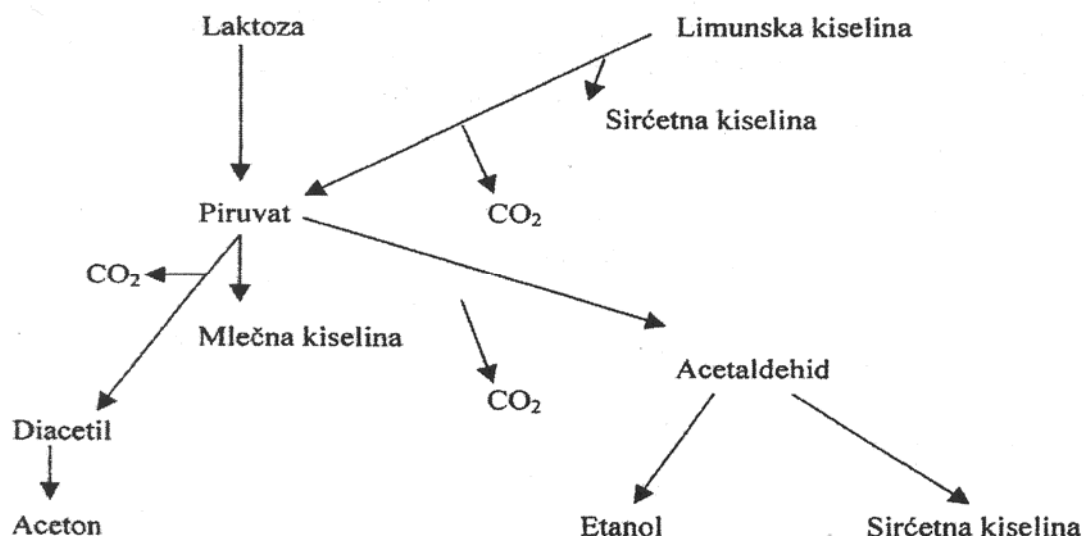 Laktoza
Limunska kiselina
Sirćetna kiselina
Piruvat
CO₂
CO₂
Mlečna kiselina
Acetaldehid
CO₂
Diacetil
Aceton
Etanol
Sirćetna kiselina